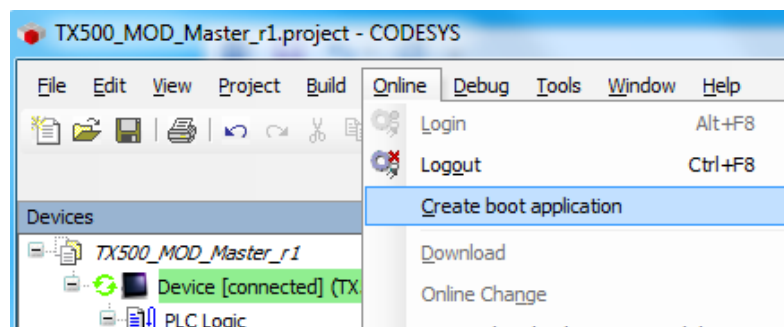 TX500_MOD_Master_r1.project - CODESYS
File Edit View Project Build Online Debug Tools Window Help
Login Alt+F8
Logout Ctrl+F8
Create boot application
Devices
TX500_MOD_Master_r1
Download
Device [connected] (TX
Online Change
PLC Logic